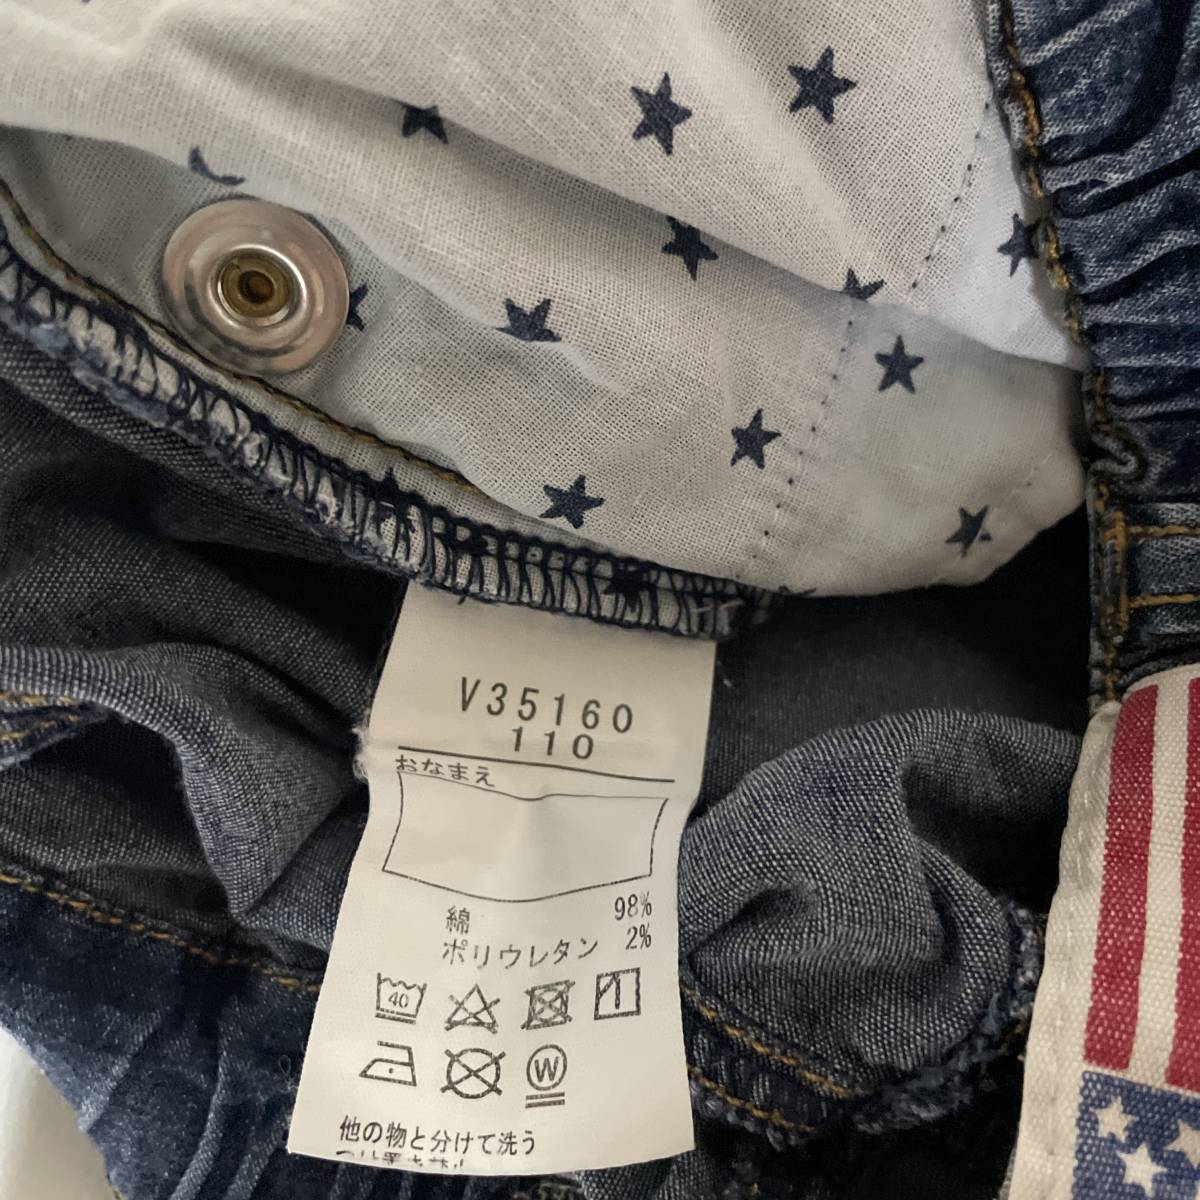 V35160
110
おなまえ
綿 98%
ポリウレタン 2%
40
W
他の物と分けて洗う